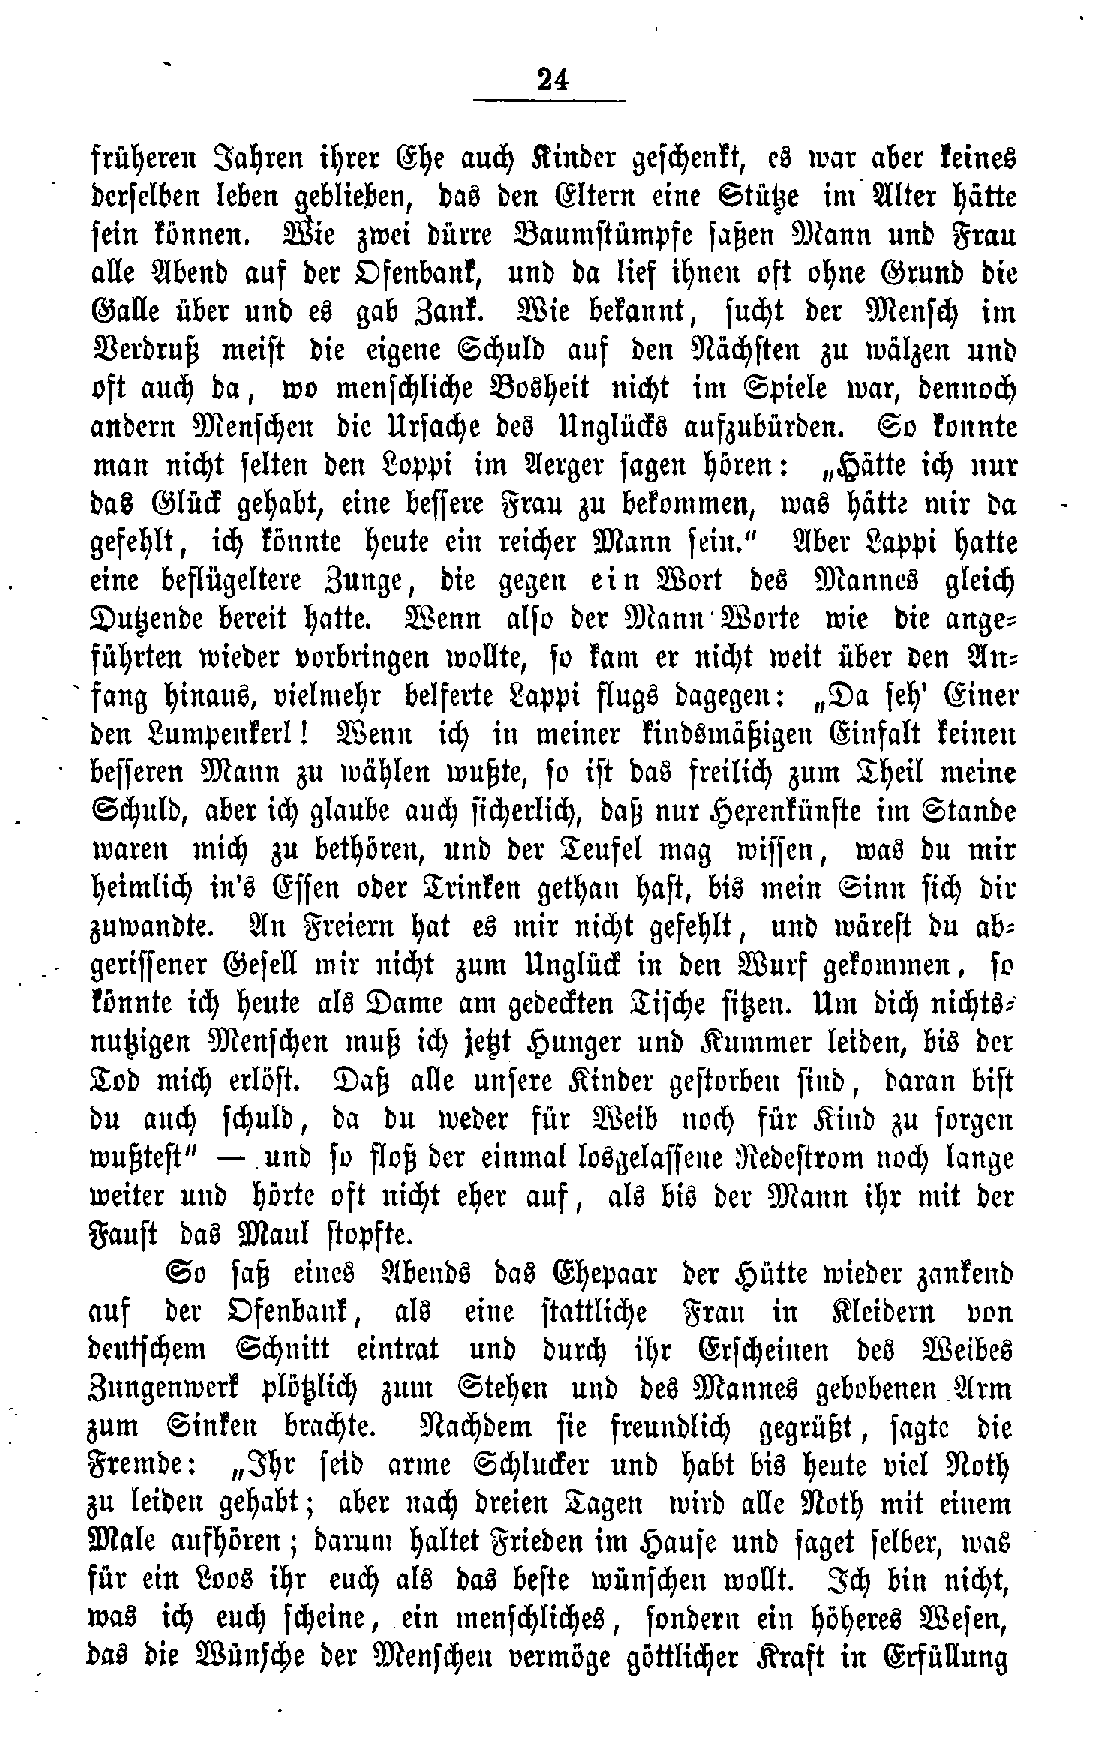 24
früheren Jahren ihrer Ehe auch Kinder geschenkt, es war aber keines
derselben leben geblieben, das den Eltern eine Stütze im Alter hätte
sein können. Wie zwei dürre Baumstümpfe saßen Mann und Frau
alle Abend auf der Ofenbank, und da lief ihnen oft ohne Grund die
Galle über und es gab Zank. Wie bekannt, sucht der Mensch im
Verdruß meist die eigene Schuld auf den Nächsten zu wälzen und
oft auch da, wo menschliche Bosheit nicht im Spiele war, dennoch
andern Menschen die Ursache des Unglücks aufzubürden. So konnte
man nicht selten den Loppi im Aerger sagen hören: „Hätte ich nur
das Glück gehabt, eine bessere Frau zu bekommen, was hätte mir da
gefehlt, ich könnte heute ein reicher Mann sein." Aber Lappi hatte
eine beflügeltere Zunge, die gegen ein Wort des Mannes gleich
Dutzende bereit hatte. Wenn also der Mann Worte wie die ange-
führten wieder vorbringen wollte, so kam er nicht weit über den An-
fang hinaus, vielmehr belferte Lappi flugs dagegen: „Da seh' Einer
den Lumpenkerl! Wenn ich in meiner kindsmäßigen Einfalt keinen
besseren Mann zu wählen wußte, so ist das freilich zum Theil meine
Schuld, aber ich glaube auch sicherlich, daß nur Hexenkünste im Stande
waren mich zu bethören, und der Teufel mag wissen, was du mir
heimlich in's Essen oder Trinken gethan hast, bis mein Sinn sich dir
zuwandte. An Freiern hat es mir nicht gefehlt, und wärest du ab-
gerissener Gesell mir nicht zum Unglück in den Wurf gekommen, so
könnte ich heute als Dame am gedeckten Tische sitzen. Um dich nichts-
nutzigen Menschen muß ich jetzt Hunger und Kummer leiden, bis der
Tod mich erlöst. Daß alle unsere Kinder gestorben sind, daran bist
du auch schuld, da du weder für Weib noch für Kind zu sorgen
wußtest" — und so floß der einmal losgelassene Redestrom noch lange
weiter und hörte oft nicht eher auf, als bis der Mann ihr mit der
Faust das Maul stopfte.
So saß eines Abends das Ehepaar der Hütte wieder zankend
auf der Ofenbank, als eine stattliche Frau in Kleidern von
deutschem Schnitt eintrat und durch ihr Erscheinen des Weibes
Zungenwerk plötzlich zum Stehen und des Mannes gebobenen Arm
zum Sinken brachte. Nachdem sie freundlich gegrüßt, sagte die
Fremde: „Ihr seid arme Schlucker und habt bis heute viel Noth
zu leiden gehabt; aber nach dreien Tagen wird alle Noth mit einem
Male aufhören; darum haltet Frieden im Hause und saget selber, was
für ein Loos ihr euch als das beste wünschen wollt. Ich bin nicht,
was ich euch scheine, ein menschliches, sondern ein höheres Wesen,
das die Wünsche der Menschen vermöge göttlicher Kraft in Erfüllung